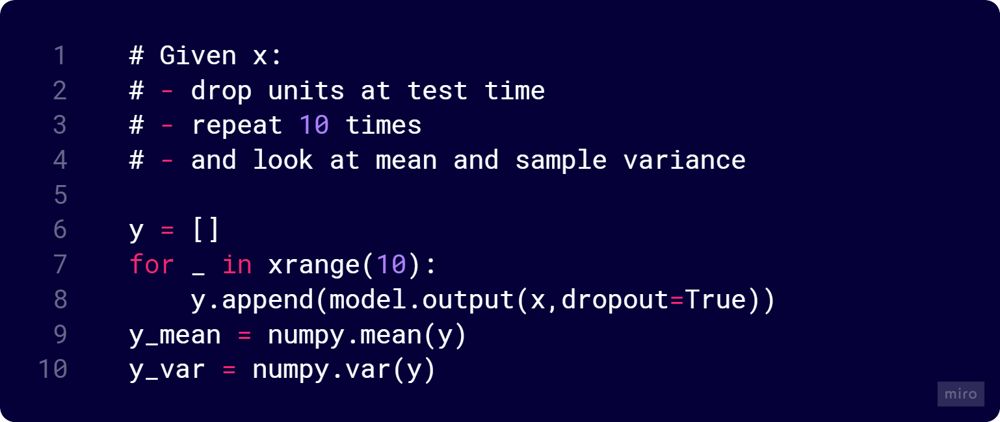 1 # Given x:
2 # - drop units at test time
3 # - repeat 10 times
4 # - and look at mean and sample variance
5
6 y = []
7 for _ in xrange(10):
8     y.append(model.output(x,dropout=True))
9 y_mean = numpy.mean(y)
10 y_var = numpy.var(y)
miro